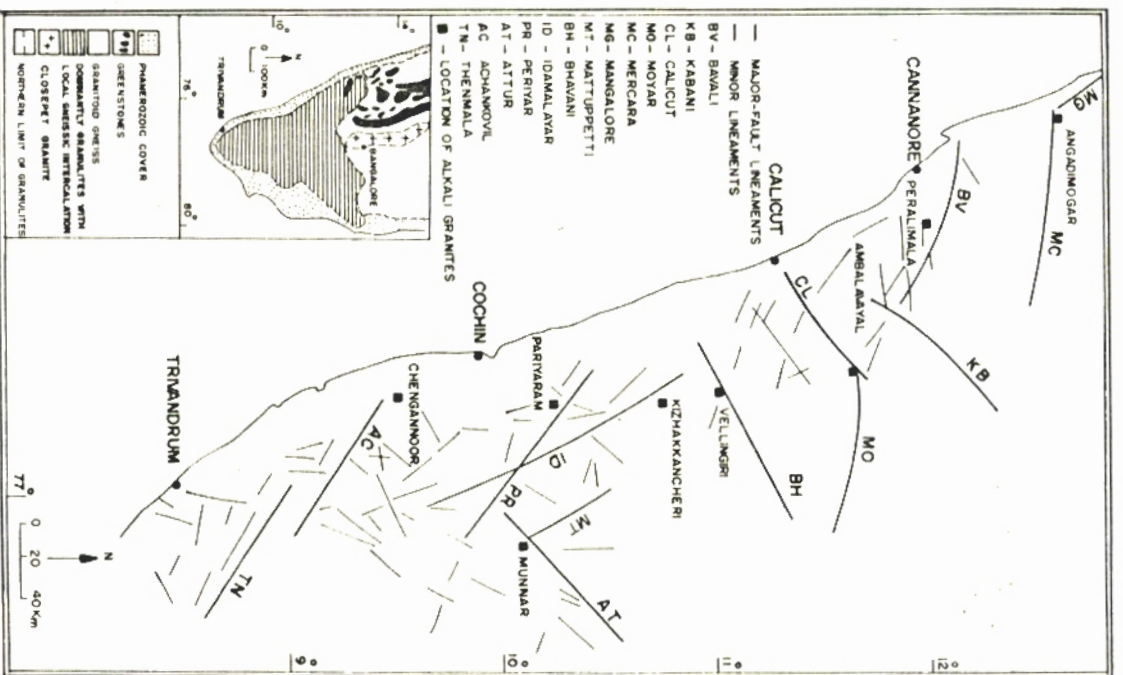 — MAJOR-FAULT LINEAMENTS
— MINOR LINEAMENTS
BV – BAVALI
KB – KABANI
CL – CALICUT
MO – MOYAR
MC – MERCARA
MG – MANGALORE
MT – MATTUPPETTI
BH – BHAVANI
ID – IDAMALAYAR
PR – PERIYAR
AT – ATTUR
AC ACHANKOVIL
TN – THENMALA
■ – LOCATION OF ALKALI GRANITES
MG
ANGADIMOGAR
MC
CANNANORE
PERALIMALA
BV
CALICUT
AMBALAVAYAL
CL
KB
MO
VELLINGIRI
BH
KIZHAKKANCHERI
COCHIN
PARIYARAM
ID
PR
MT
MUNNAR
AT
CHENGANNOOR
AC
TRIVANDRUM
TN
77°
0 20 40 Km
N
9°
10°
11°
12°
14°
10°
N
0 100Km
76°
80°
BANGALORE
TRIVANDRUM
PHANEROZOIC COVER
GREENSTONES
GRANITOID GNEISS
DOMINANTLY GRANULITES WITH
LOCAL GNEISSIC INTERCALATION
CLOSEPET GRANITE
NORTHERN LIMIT OF GRANULITES